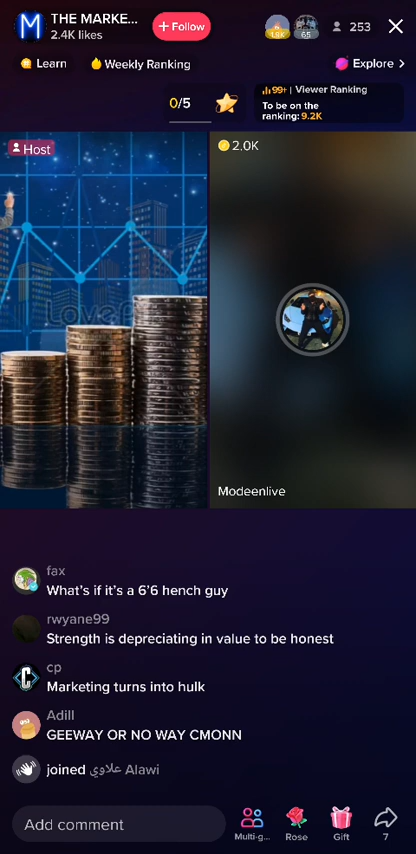 M THE MARKE...
2.4K likes
+ Follow
1.8K
65
253
Learn
Weekly Ranking
Explore >
0/5
99+ | Viewer Ranking
To be on the
ranking: 9.2K
Host
2.0K
Modeenlive
fax
What's if it's a 6'6 hench guy
rwyane99
Strength is depreciating in value to be honest
cp
Marketing turns into hulk
Adill
GEEWAY OR NO WAY CMONN
joined علاوي Alawi
Add comment
Multi-g...
Rose
Gift
7